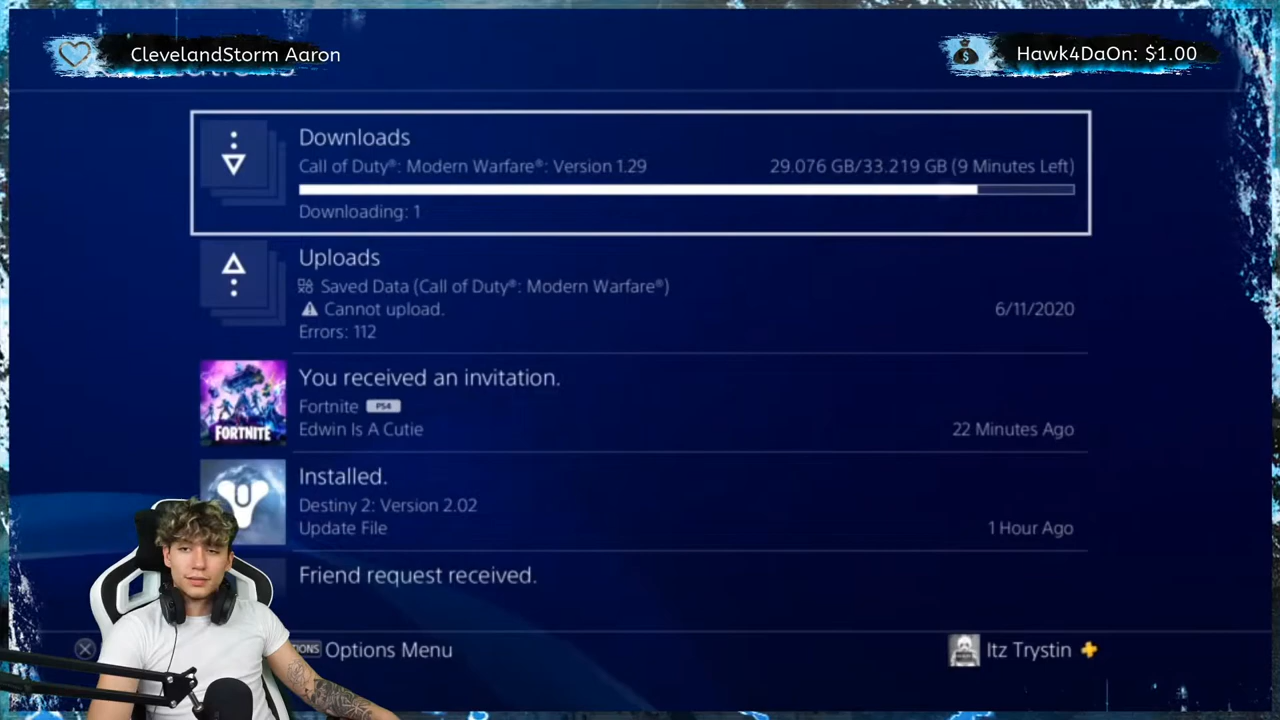 ClevelandStorm Aaron
Hawk4DaOn: $1.00
Downloads
Call of Duty®: Modern Warfare®: Version 1.29
29.076 GB/33.219 GB (9 Minutes Left)
Downloading: 1
Uploads
Saved Data (Call of Duty®: Modern Warfare®)
Cannot upload.
6/11/2020
Errors: 112
You received an invitation.
Fortnite PS4
FORTNITE
Edwin Is A Cutie
22 Minutes Ago
Installed.
Destiny 2: Version 2.02
Update File
1 Hour Ago
Friend request received.
Options Menu
Itz Trystin